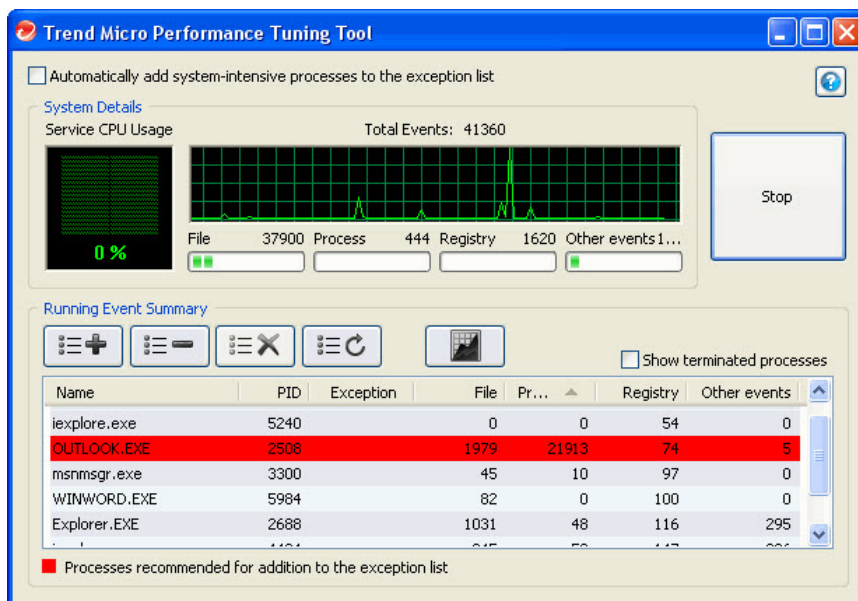 Trend Micro Performance Tuning Tool
Automatically add system-intensive processes to the exception list
System Details
Service CPU Usage
Total Events: 41360
0 %
File 37900 Process 444 Registry 1620 Other events1...
Stop
Running Event Summary
Show terminated processes
Name PID Exception File Pr... Registry Other events
iexplore.exe 5240 0 0 54 0
OUTLOOK.EXE 2508 1979 21913 74 5
msnmsgr.exe 3300 45 10 97 0
WINWORD.EXE 5984 82 0 100 0
Explorer.EXE 2688 1031 48 116 295
Processes recommended for addition to the exception list